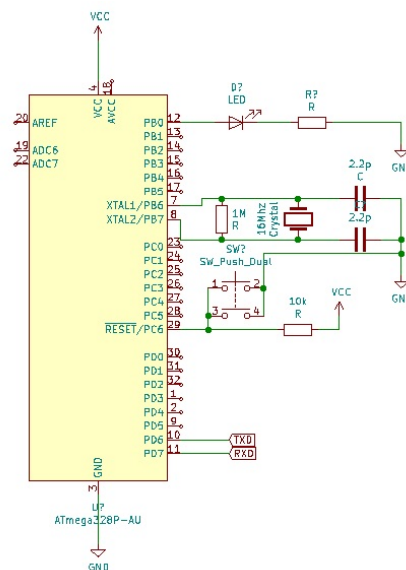 VCC
4
18
VCC
AVCC
20
AREF
19
ADC6
22
ADC7
PB0
12
PB1
13
PB2
14
PB3
15
PB4
16
PB5
17
XTAL1/PB6
7
XTAL2/PB7
8
PC0
23
PC1
24
PC2
25
PC3
26
PC4
27
PC5
28
RESET/PC6
29
PD0
30
PD1
31
PD2
32
PD3
1
PD4
2
PD5
9
PD6
10
PD7
11
GND
3
U?
ATmega328P-AU
GND
D?
LED
R?
R
GN
1M
R
16Mhz
Crystal
2.2p
C
2.2p
GN
SW?
SW_Push_Dual
1
2
3
4
10k
R
VCC
TXD
RXD